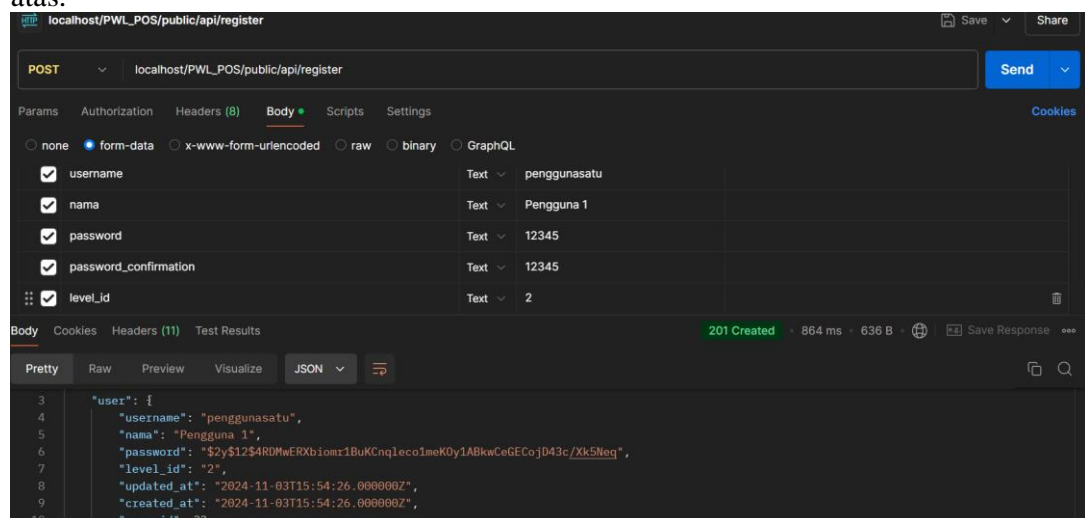 atas.
HTTP localhost/PWL_POS/public/api/register Save Share
POST localhost/PWL_POS/public/api/register Send
Params Authorization Headers (8) Body Scripts Settings Cookies
none form-data x-www-form-urlencoded raw binary GraphQL
username Text penggunasatu
nama Text Pengguna 1
password Text 12345
password_confirmation Text 12345
level_id Text 2
Body Cookies Headers (11) Test Results 201 Created 864 ms 636 B Save Response
Pretty Raw Preview Visualize JSON
3 "user": {
4 "username": "penggunasatu",
5 "nama": "Pengguna 1",
6 "password": "$2y$12$4RDMwERXbiomr1BuKCnqleco1meKOy1ABkwCeGECojD43c/Xk5Neq",
7 "level_id": "2",
8 "updated_at": "2024-11-03T15:54:26.000000Z",
9 "created_at": "2024-11-03T15:54:26.000000Z",